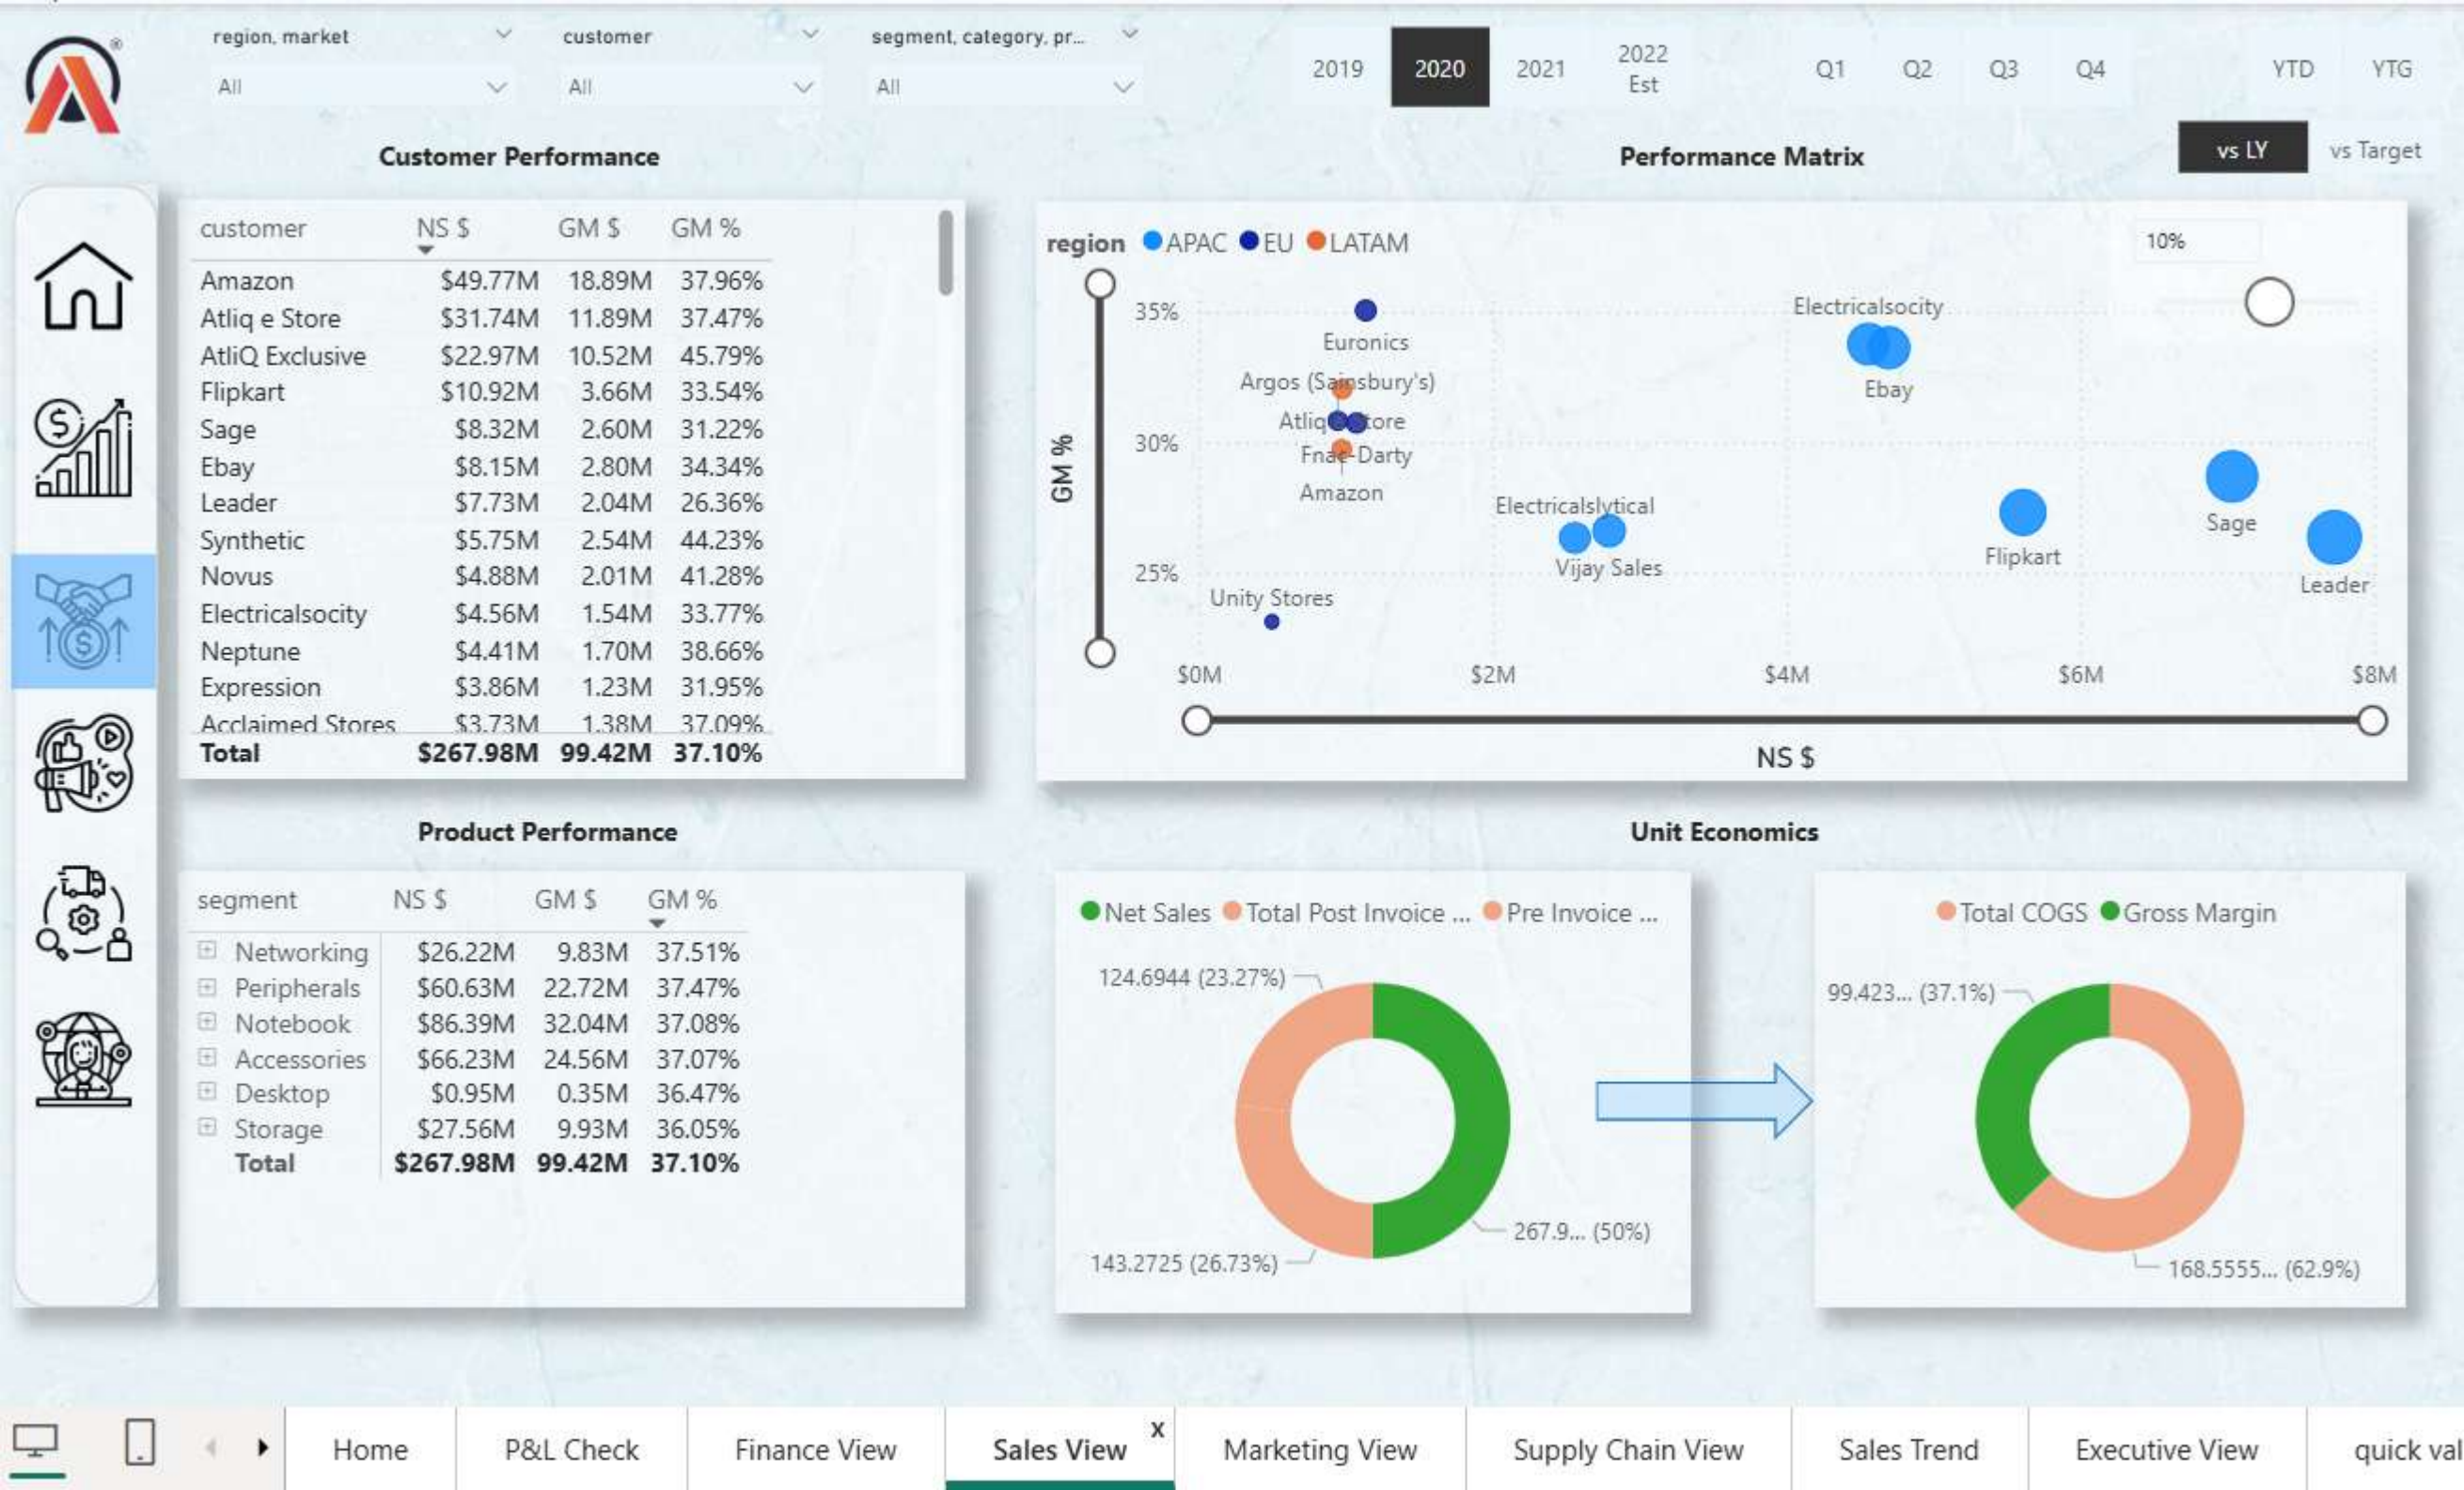 region, market
customer
segment, category, pr...
All
All
All
2019
2020
2021
2022
Est
Q1
Q2
Q3
Q4
YTD
YTG
vs LY
vs Target
Customer Performance
customer NS $ GM $ GM %
Amazon $49.77M 18.89M 37.96%
Atliq e Store $31.74M 11.89M 37.47%
AtliQ Exclusive $22.97M 10.52M 45.79%
Flipkart $10.92M 3.66M 33.54%
Sage $8.32M 2.60M 31.22%
Ebay $8.15M 2.80M 34.34%
Leader $7.73M 2.04M 26.36%
Synthetic $5.75M 2.54M 44.23%
Novus $4.88M 2.01M 41.28%
Electricalsocity $4.56M 1.54M 33.77%
Neptune $4.41M 1.70M 38.66%
Expression $3.86M 1.23M 31.95%
Acclaimed Stores $3.73M 1.38M 37.09%
Total $267.98M 99.42M 37.10%
Performance Matrix
region APAC EU LATAM
10%
GM %
35%
30%
25%
Euronics
Argos (Sainsbury's)
Atliq e Store
Fnac-Darty
Amazon
Unity Stores
Electricalslytical
Vijay Sales
Electricalsocity
Ebay
Flipkart
Sage
Leader
$0M $2M $4M $6M $8M
NS $
Product Performance
segment NS $ GM $ GM %
Networking $26.22M 9.83M 37.51%
Peripherals $60.63M 22.72M 37.47%
Notebook $86.39M 32.04M 37.08%
Accessories $66.23M 24.56M 37.07%
Desktop $0.95M 0.35M 36.47%
Storage $27.56M 9.93M 36.05%
Total $267.98M 99.42M 37.10%
Unit Economics
Net Sales Total Post Invoice ... Pre Invoice ...
124.6944 (23.27%)
267.9... (50%)
143.2725 (26.73%)
Total COGS Gross Margin
99.423... (37.1%)
168.5555... (62.9%)
Home
P&L Check
Finance View
Sales View
x
Marketing View
Supply Chain View
Sales Trend
Executive View
quick val